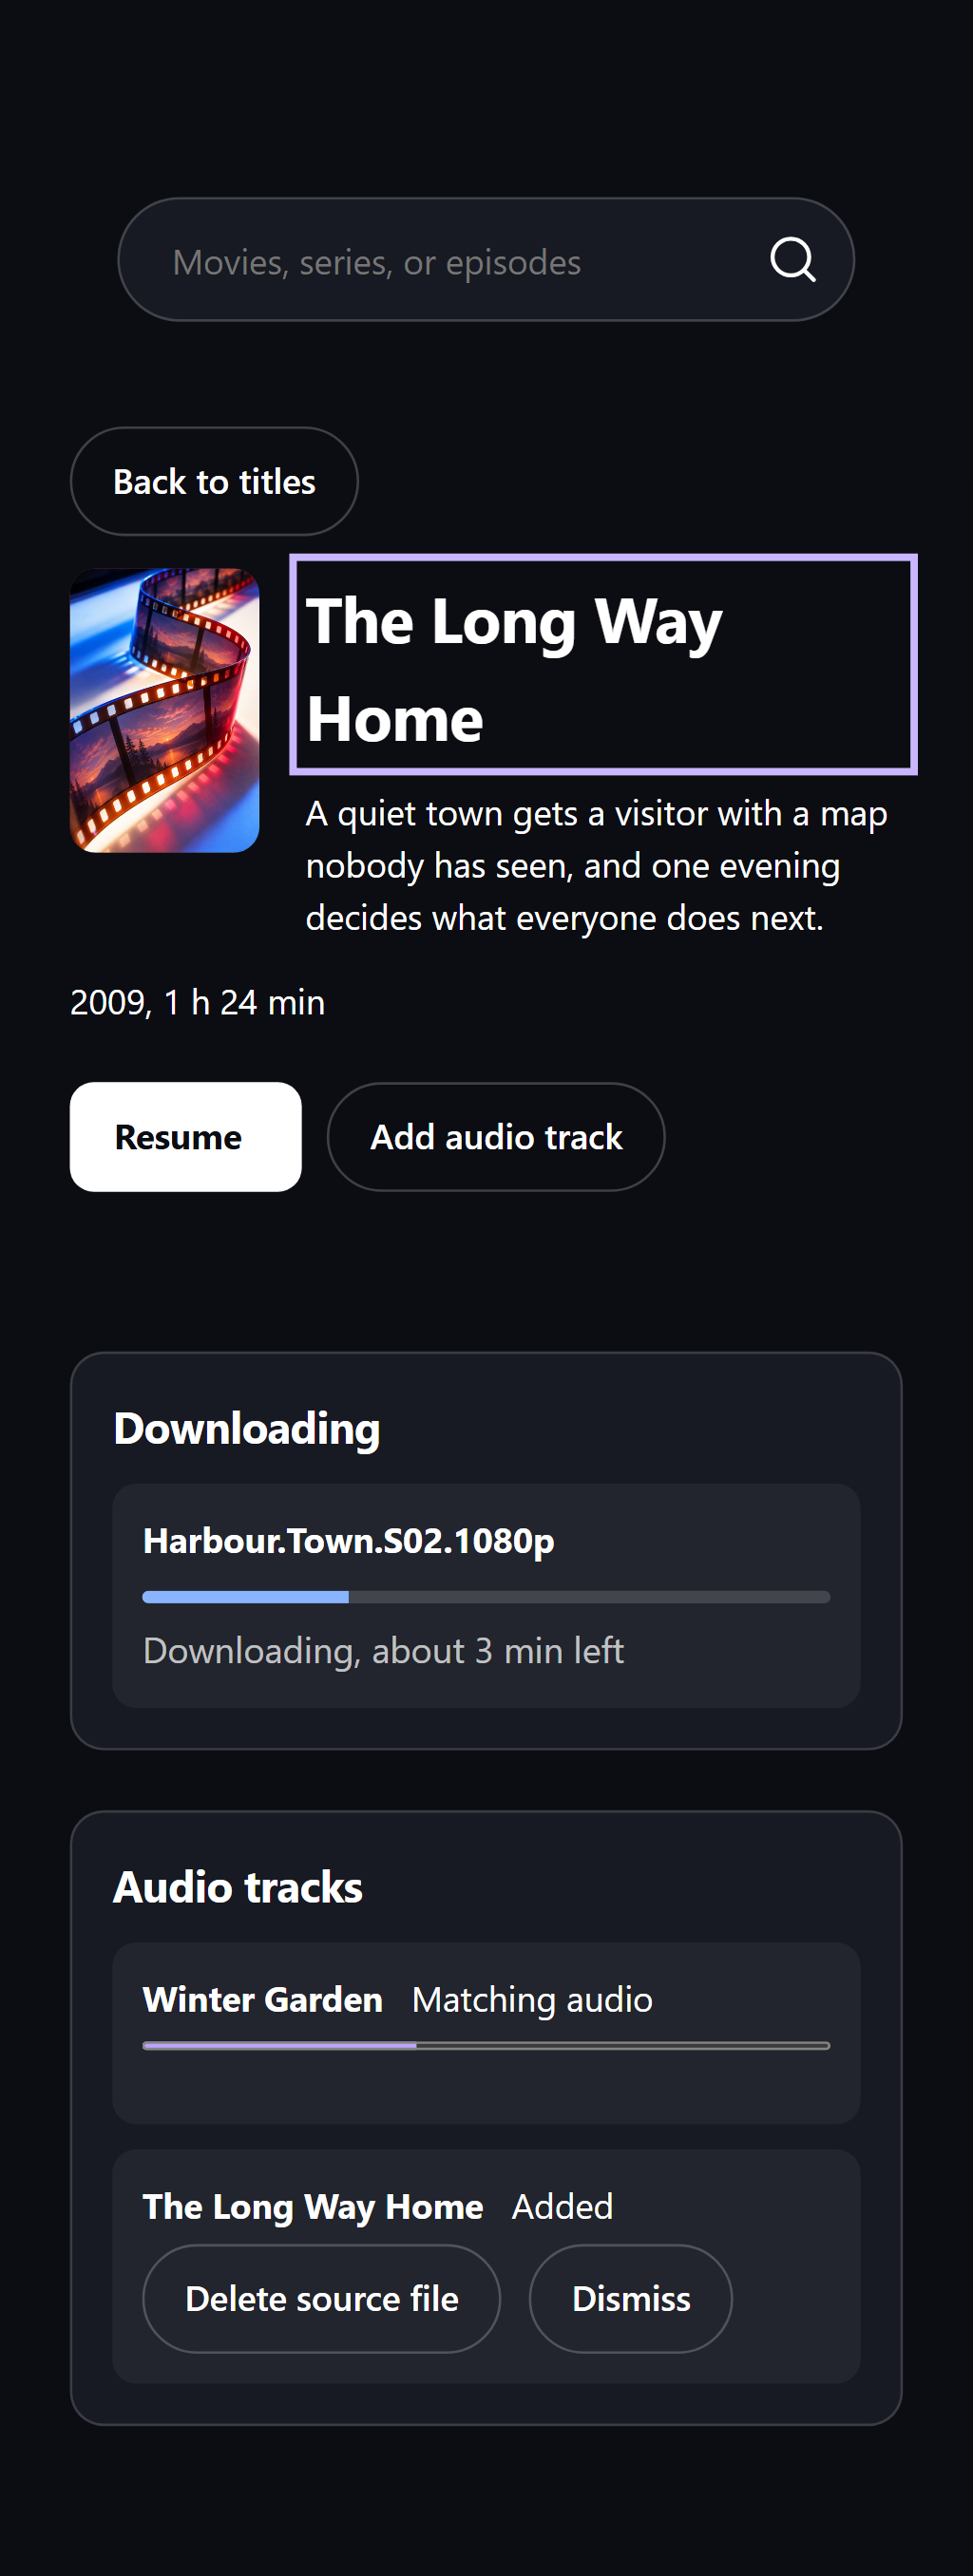 Movies, series, or episodes
Back to titles
The Long Way
Home
A quiet town gets a visitor with a map
nobody has seen, and one evening
decides what everyone does next.
2009, 1 h 24 min
Resume
Add audio track
Downloading
Harbour.Town.S02.1080p
Downloading, about 3 min left
Audio tracks
Winter Garden Matching audio
The Long Way Home Added
Delete source file
Dismiss